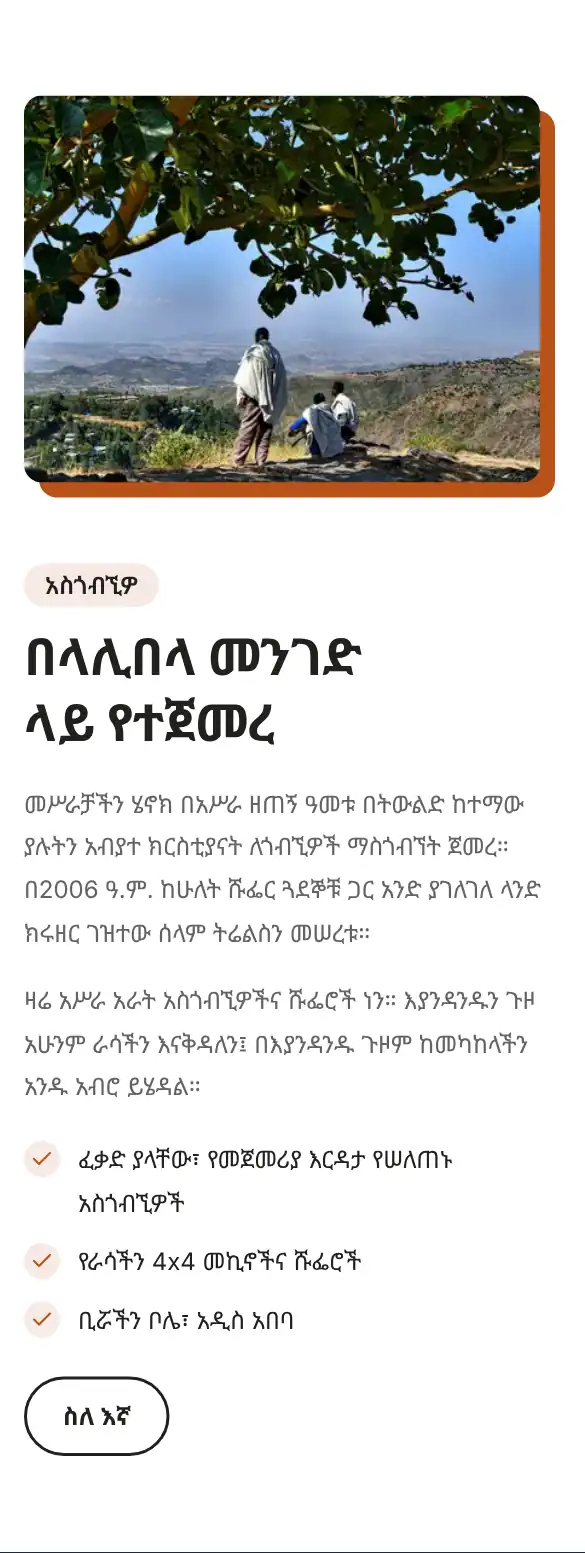 አስጎብኚዎ
በላሊበላ መንገድ
ላይ የተጀመረ
መሥራቻችን ሄኖክ በአሥራ ዘጠኝ ዓመቱ በትውልድ ከተማው
ያሉትን አብያተ ክርስቲያናት ለጎብኚዎች ማስጎብኘት ጀመረ።
በ2006 ዓ.ም. ከሁለት ሹፌር ጓደኞቹ ጋር አንድ ያገለገለ ላንድ
ክሩዘር ገዝተው ሰላም ትሬልስን መሠረቱ።
ዛሬ አሥራ አራት አስጎብኚዎችና ሹፌሮች ነን። እያንዳንዱን ጉዞ
አሁንም ራሳችን እናቅዳለን፤ በእያንዳንዱ ጉዞም ከመካከላችን
አንዱ አብሮ ይሄዳል።
ፈቃድ ያላቸው፣ የመጀመሪያ እርዳታ የሠለጠኑ
አስጎብኚዎች
የራሳችን 4x4 መኪኖችና ሹፌሮች
ቢሯችን ቦሌ፣ አዲስ አበባ
ስለ እኛ